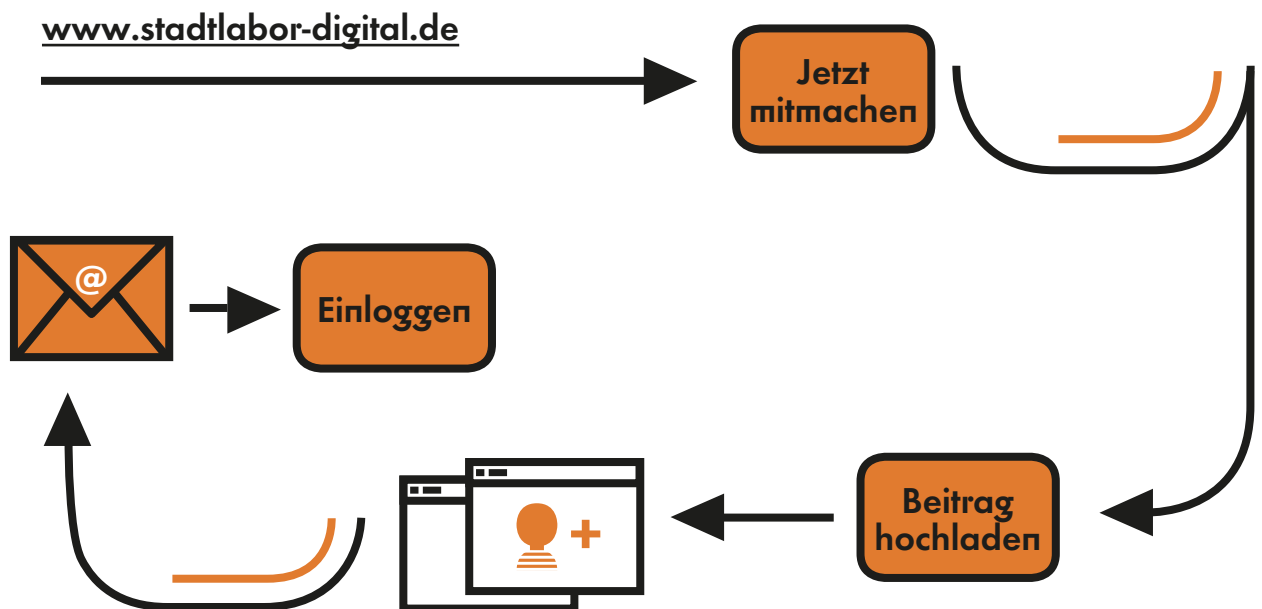 www.stadtlabor-digital.de
Jetzt
mitmachen
@
Einloggen
Beitrag
hochladen